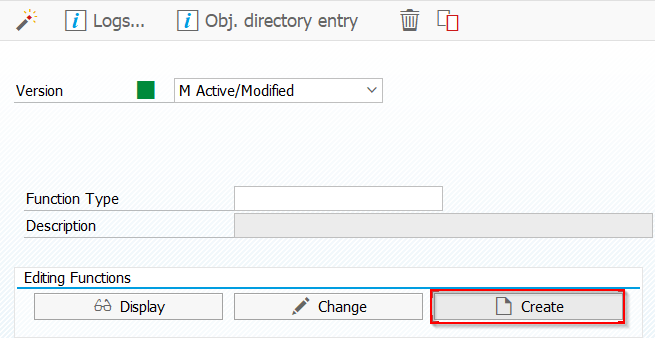 Logs... Obj. directory entry
Version M Active/Modified
Function Type
Description
Editing Functions
Display Change Create